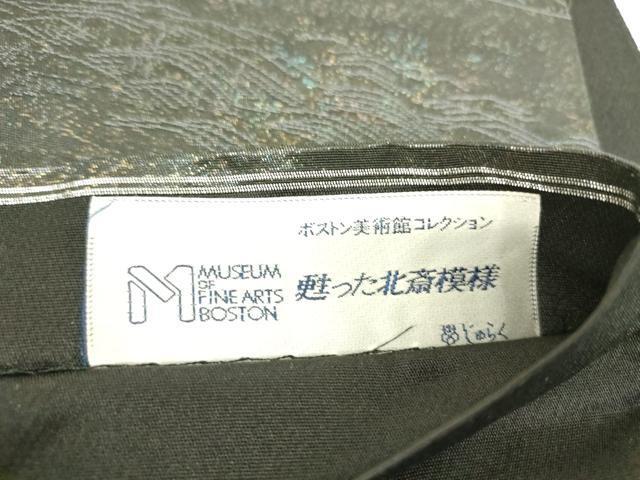 ボストン美術館コレクション
MUSEUM
OF
FINE ARTS
BOSTON
甦った北斎模様
じゅらく